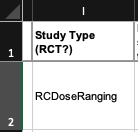 I
1
Study Type
(RCT?)
2
RCDoseRanging